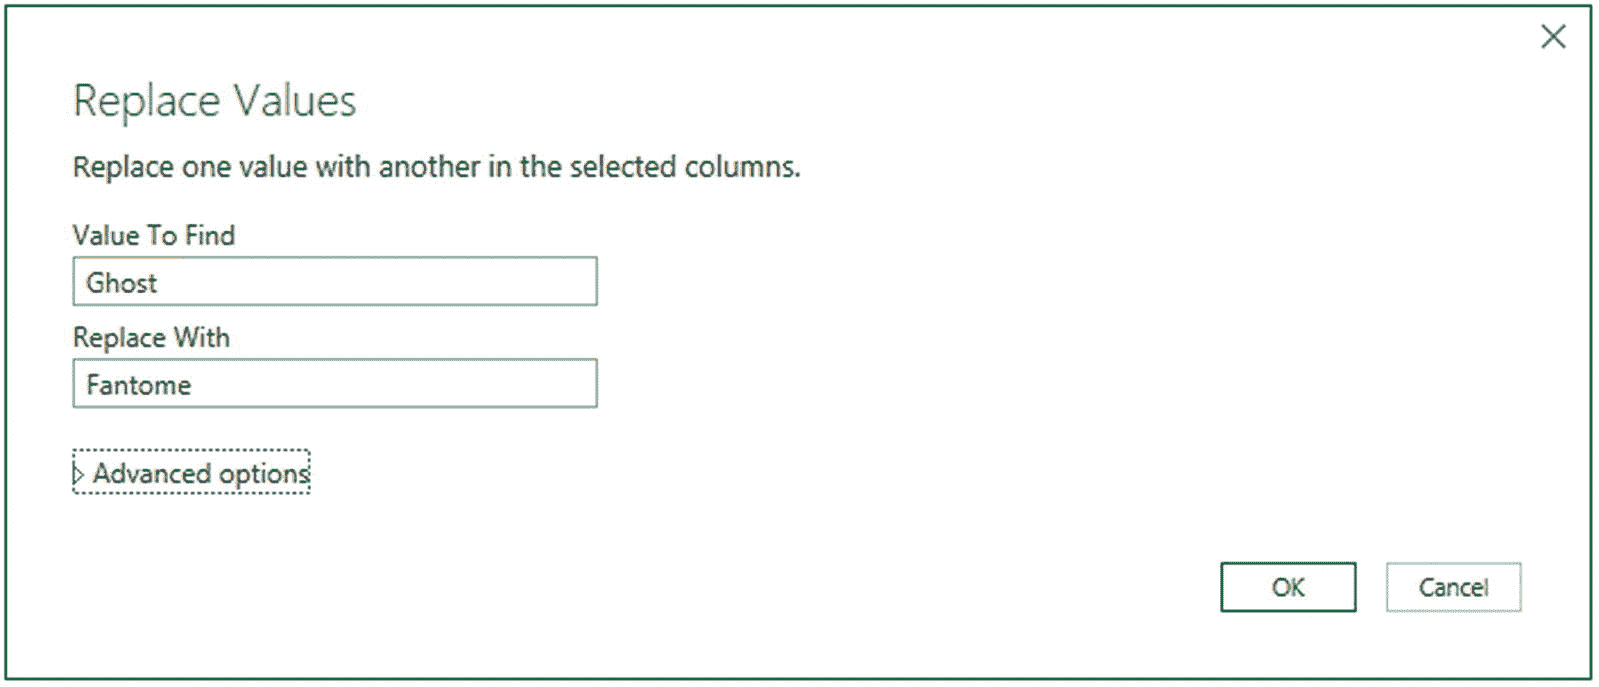 Replace Values
Replace one value with another in the selected columns.
Value To Find
Ghost
Replace With
Fantome
Advanced options
OK
Cancel